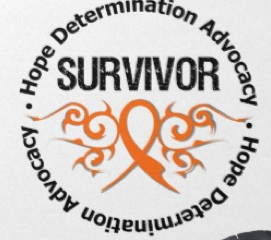 Hope Determination Advocacy •
SURVIVOR
Hope Determination Advocacy •